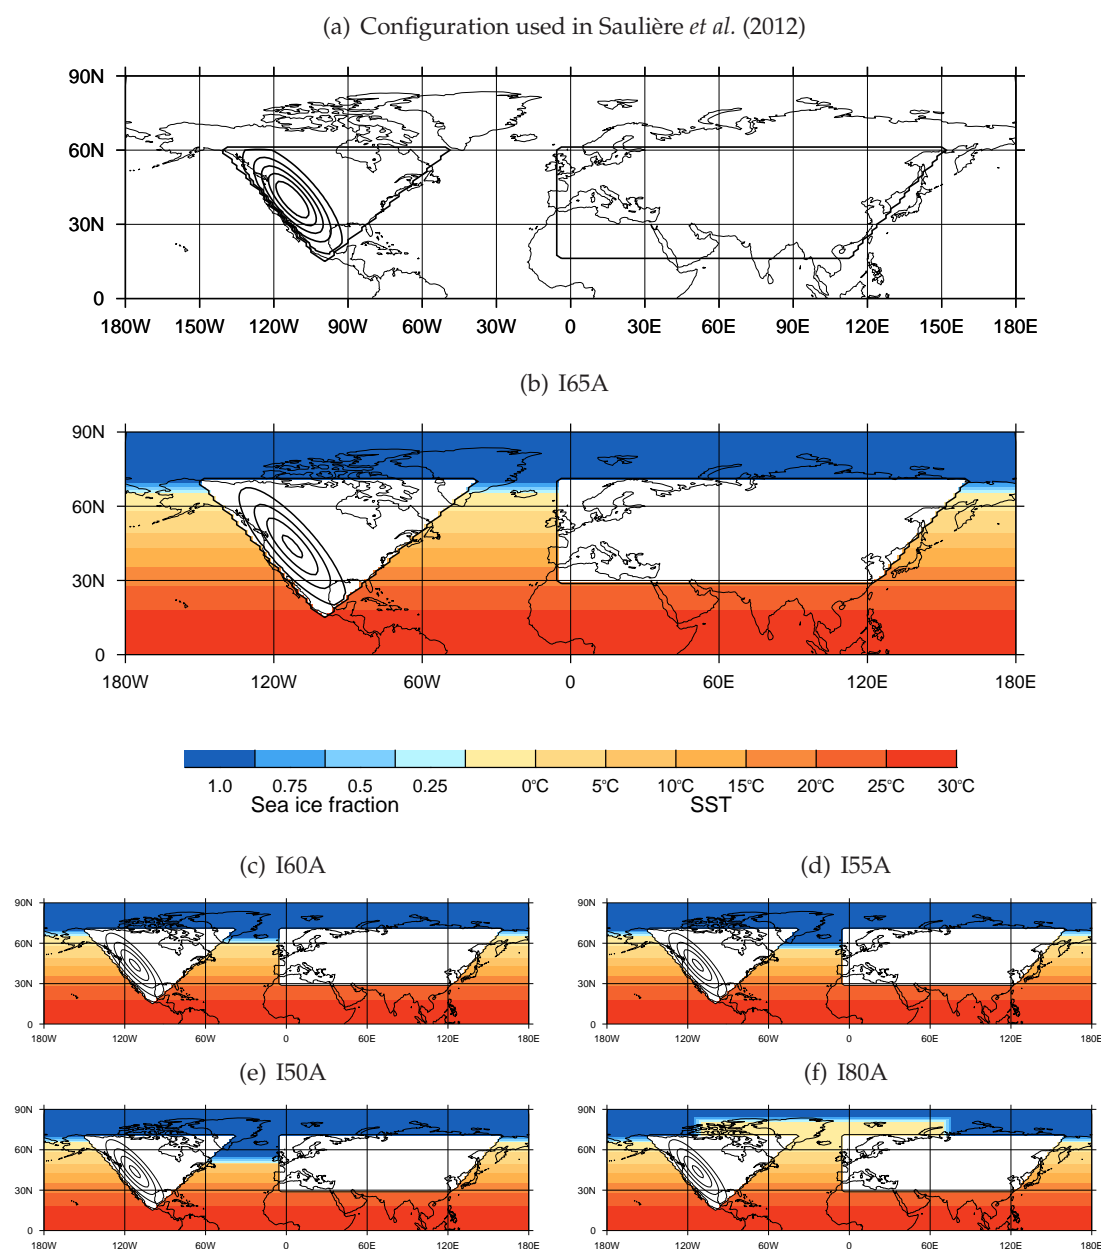 (a) Configuration used in Saulière et al. (2012)
90N
60N
30N
0
180W 150W 120W 90W 60W 30W 0 30E 60E 90E 120E 150E 180E
(b) I65A
90N
60N
30N
0
180W 120W 60W 0 60E 120E 180E
1.0 0.75 0.5 0.25 0°C 5°C 10°C 15°C 20°C 25°C 30°C
Sea ice fraction SST
(c) I60A
90N
60N
30N
0
180W 120W 60W 0 60E 120E 180E
(d) I55A
90N
60N
30N
0
180W 120W 60W 0 60E 120E 180E
(e) I50A
90N
60N
30N
0
180W 120W 60W 0 60E 120E 180E
(f) I80A
90N
60N
30N
0
180W 120W 60W 0 60E 120E 180E